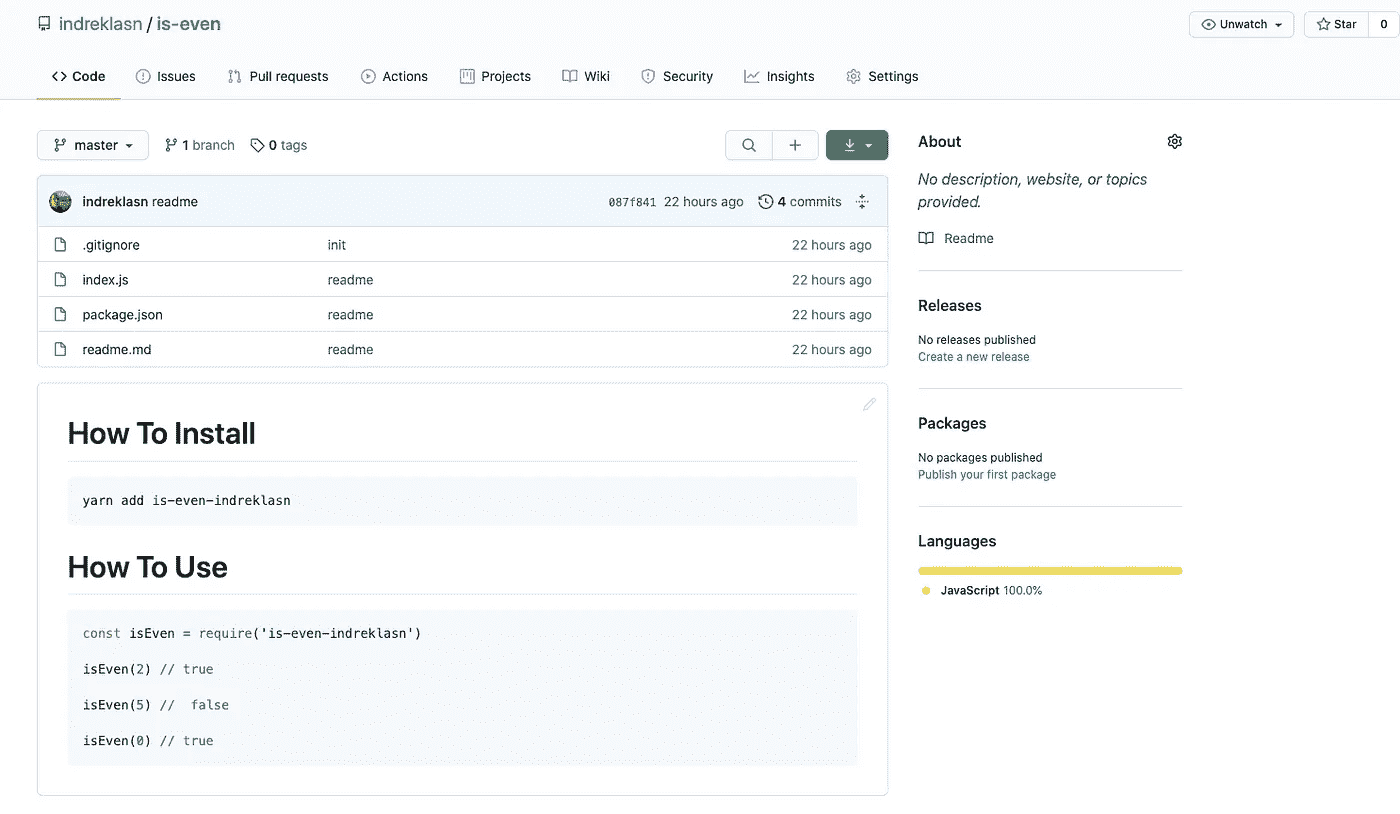 indreklasn / is-even
Unwatch
Star 0
Code Issues Pull requests Actions Projects Wiki Security Insights Settings
master 1 branch 0 tags
indreklasn readme 087f841 22 hours ago 4 commits
.gitignore init 22 hours ago
index.js readme 22 hours ago
package.json readme 22 hours ago
readme.md readme 22 hours ago
How To Install
yarn add is-even-indreklasn
How To Use
const isEven = require('is-even-indreklasn')
isEven(2) // true
isEven(5) //  false
isEven(0) // true
About
No description, website, or topics
provided.
Readme
Releases
No releases published
Create a new release
Packages
No packages published
Publish your first package
Languages
JavaScript 100.0%